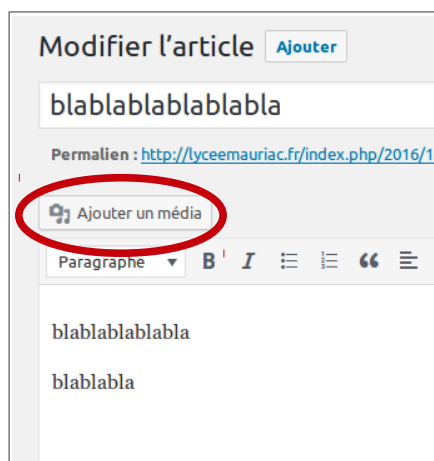 Modifier l'article Ajouter
blablablablablabla
Permalien : http://lyceemauriac.fr/index.php/2016/1
Ajouter un média
Paragraphe B I
blablablablabla
blablabla